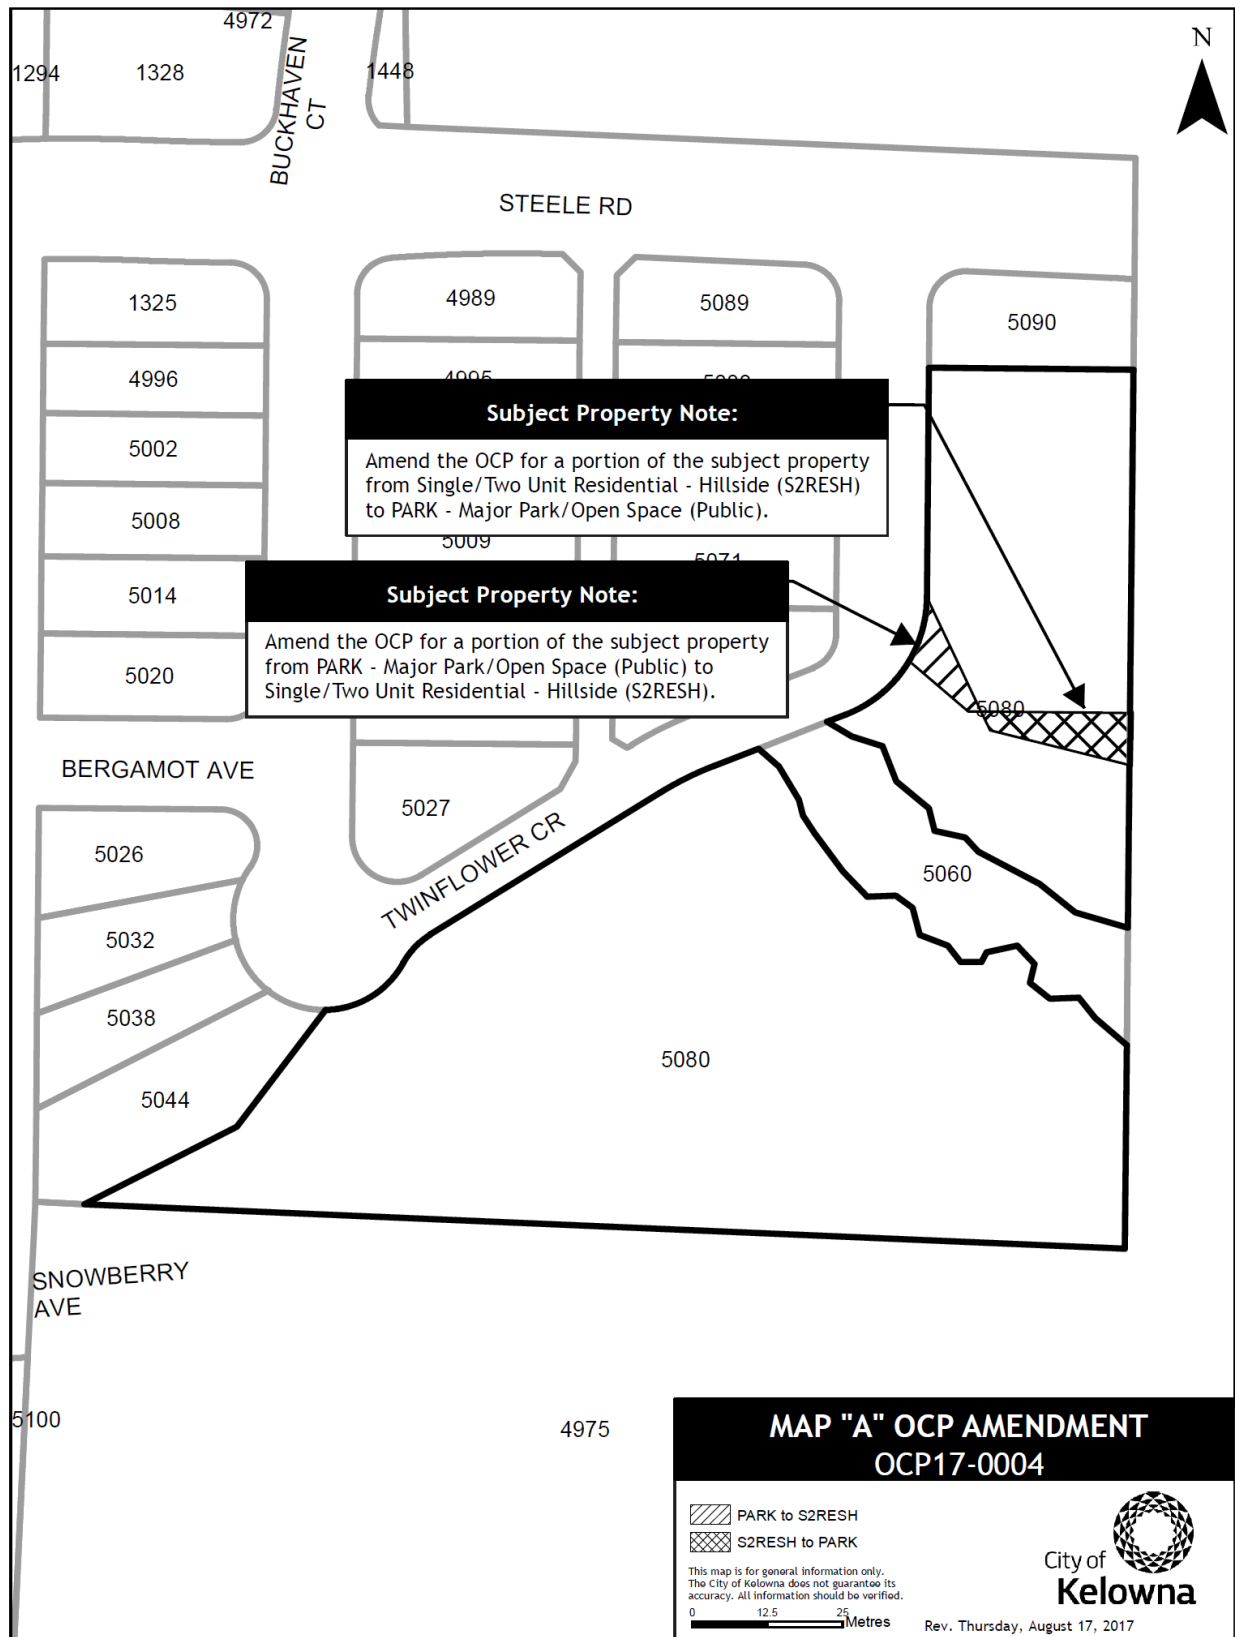 4972
N
1294
1328
1448
BUCKHAVEN
CT
STEELE RD
1325
4989
5089
5090
4996
4995
5002
Subject Property Note:
Amend the OCP for a portion of the subject property
from Single/Two Unit Residential - Hillside (S2RESH)
to PARK - Major Park/Open Space (Public).
5008
5009
5071
5014
Subject Property Note:
Amend the OCP for a portion of the subject property
from PARK - Major Park/Open Space (Public) to
Single/Two Unit Residential - Hillside (S2RESH).
5020
5080
BERGAMOT AVE
5027
5026
TWINFLOWER CR
5060
5032
5038
5080
5044
SNOWBERRY
AVE
5100
4975
MAP "A" OCP AMENDMENT
OCP17-0004
PARK to S2RESH
S2RESH to PARK
This map is for general information only.
The City of Kelowna does not guarantee its
accuracy. All information should be verified.
0 12.5 25
Metres
City of
Kelowna
Rev. Thursday, August 17, 2017